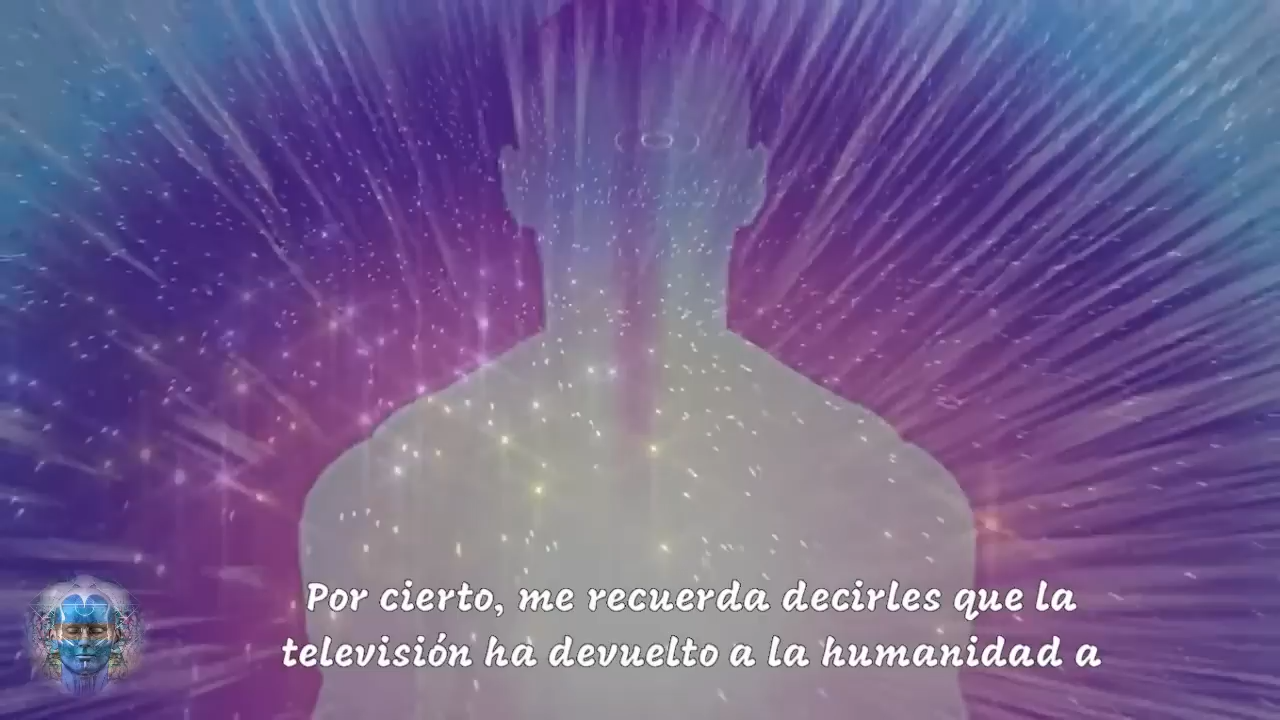 Por cierto, me recuerda decirles que la
televisión ha devuelto a la humanidad a